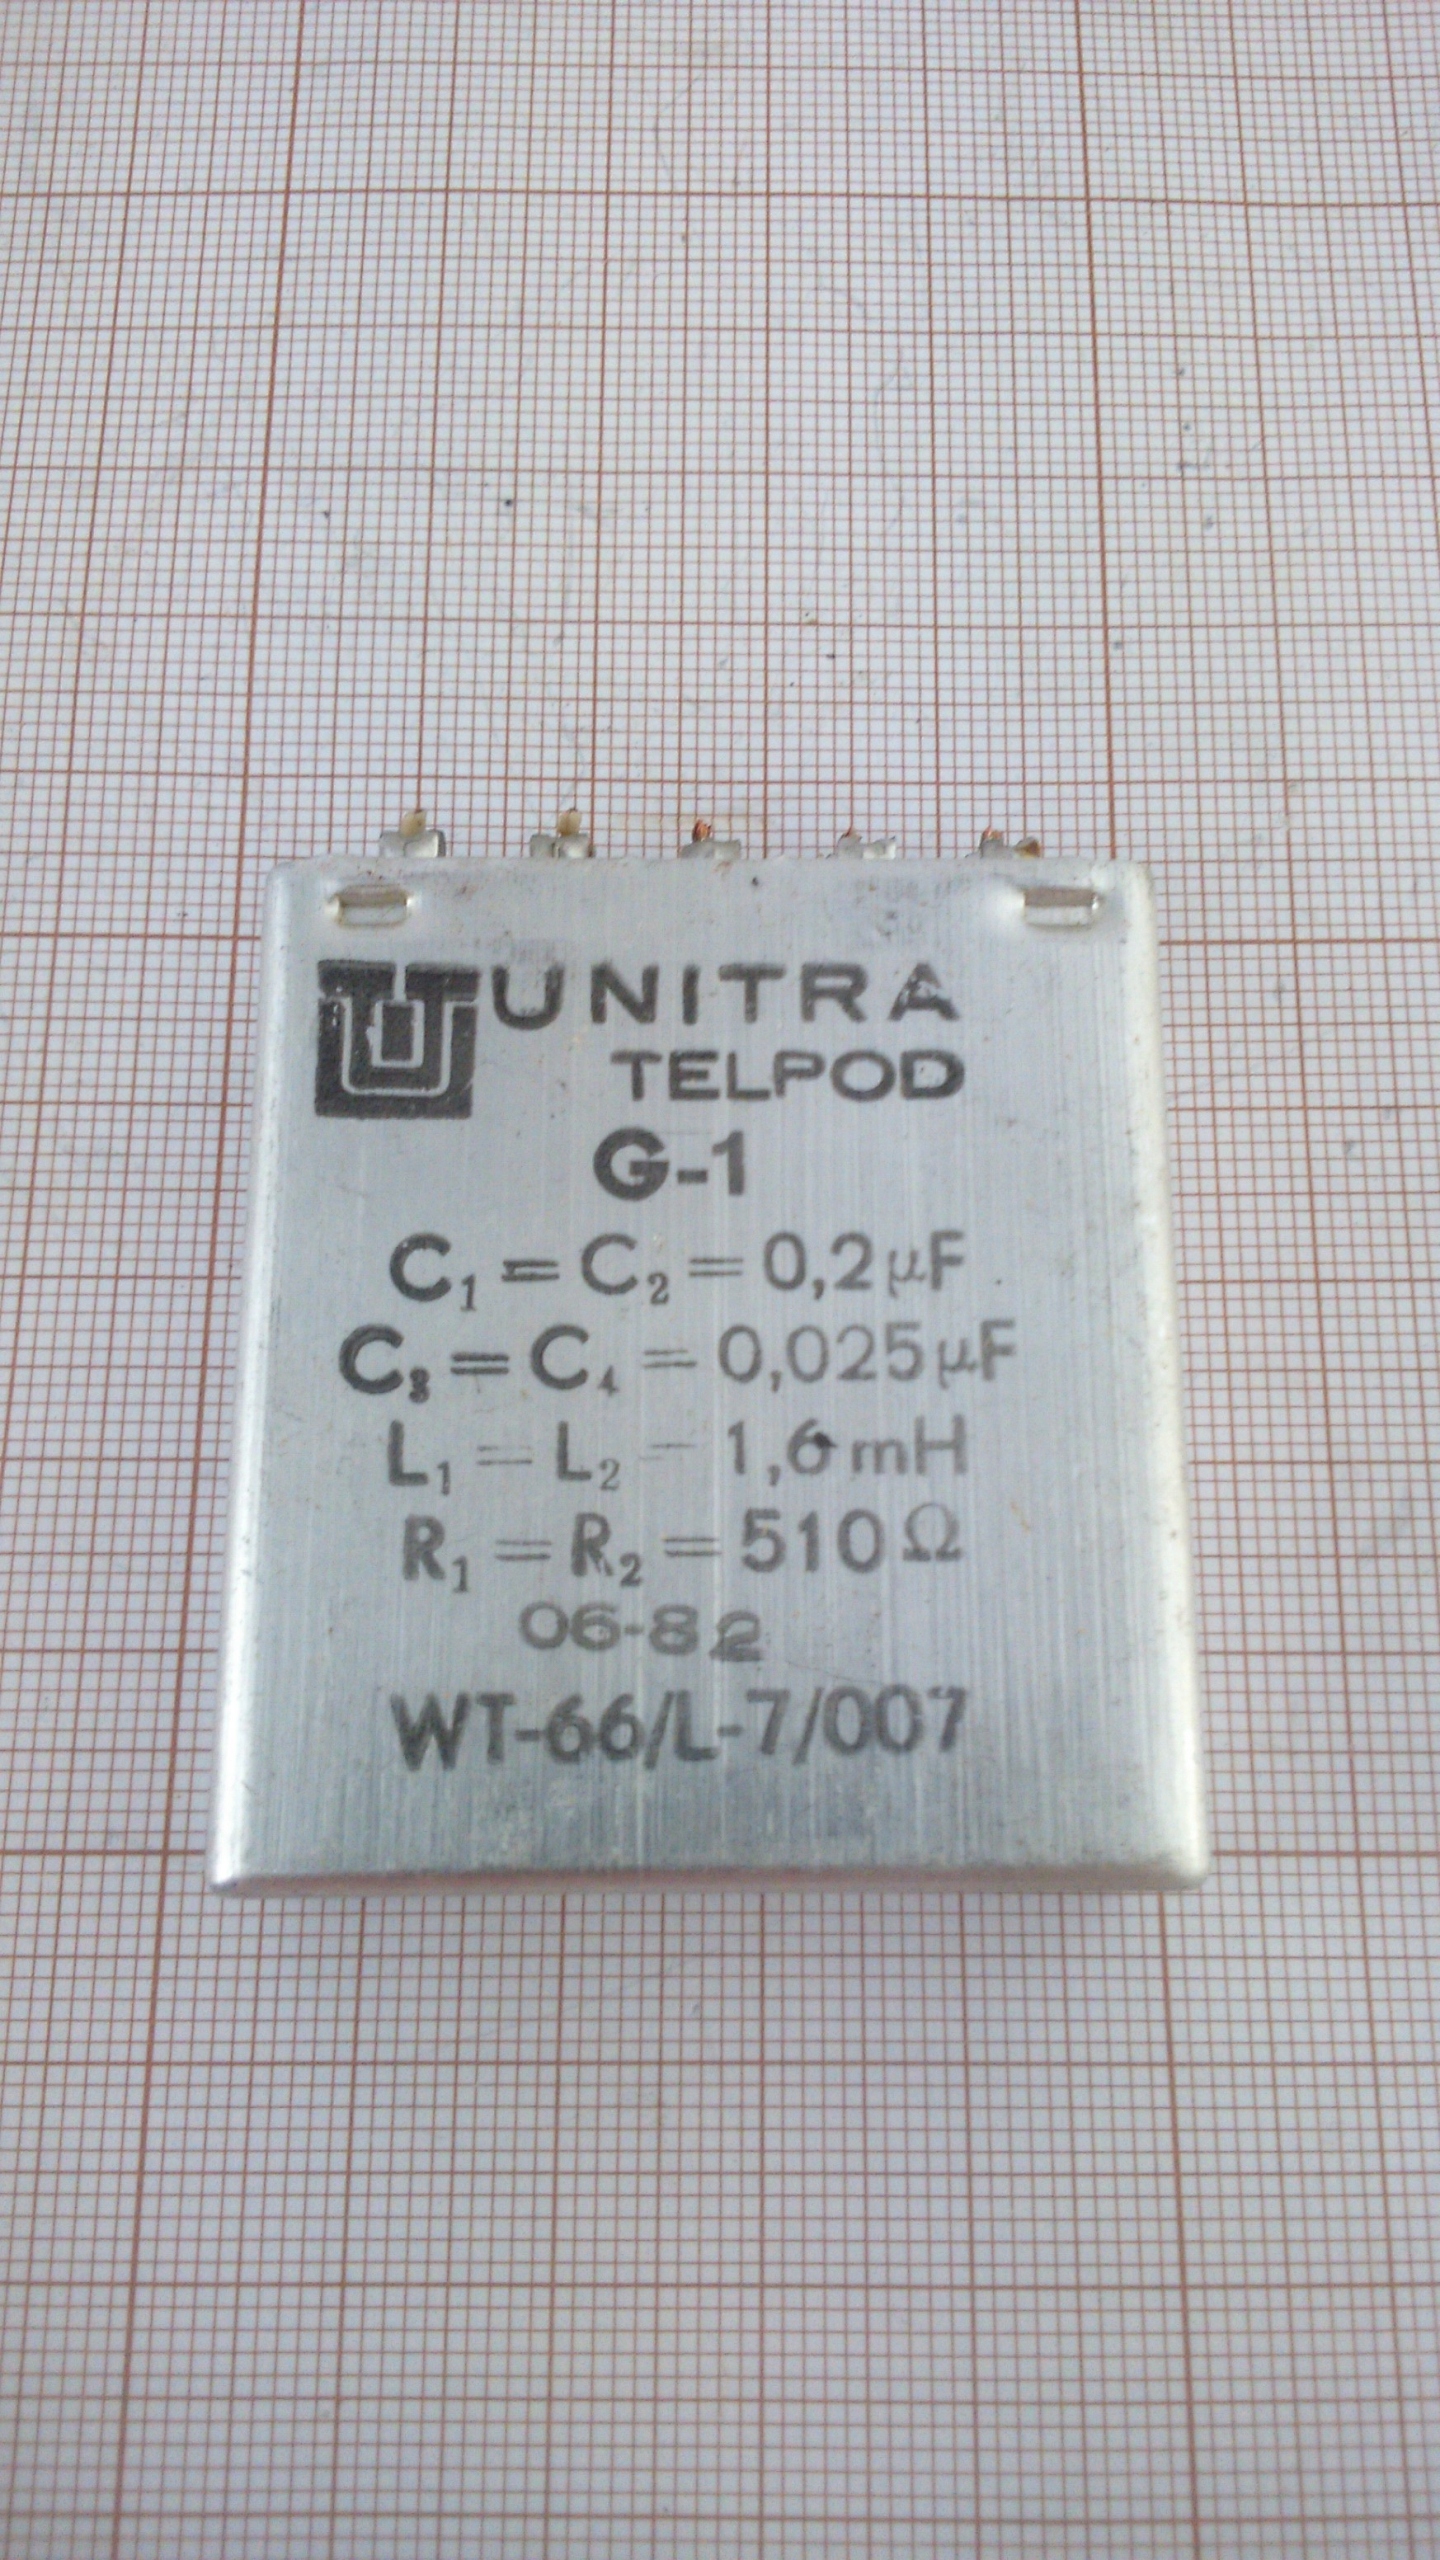 UNITRA
TELPOD
G-1
C₁ = C₂ = 0,2 µF
C₃ = C₄ = 0,025 µF
L₁ = L₂ = 1,6 mH
R₁ = R₂ = 510 Ω
06-82
WT-66/L-7/007